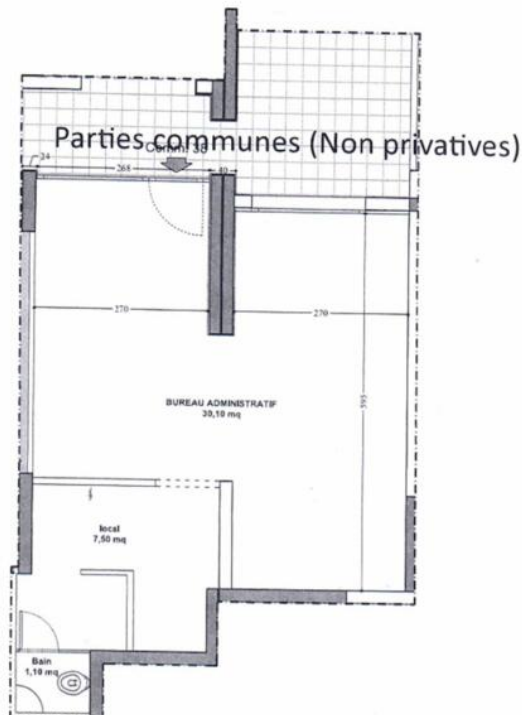 Parties communes (Non privatives)
24
268
40
270
270
595
BUREAU ADMINISTRATIF
30,10 mq
local
7,50 mq
Bain
1,10 mq